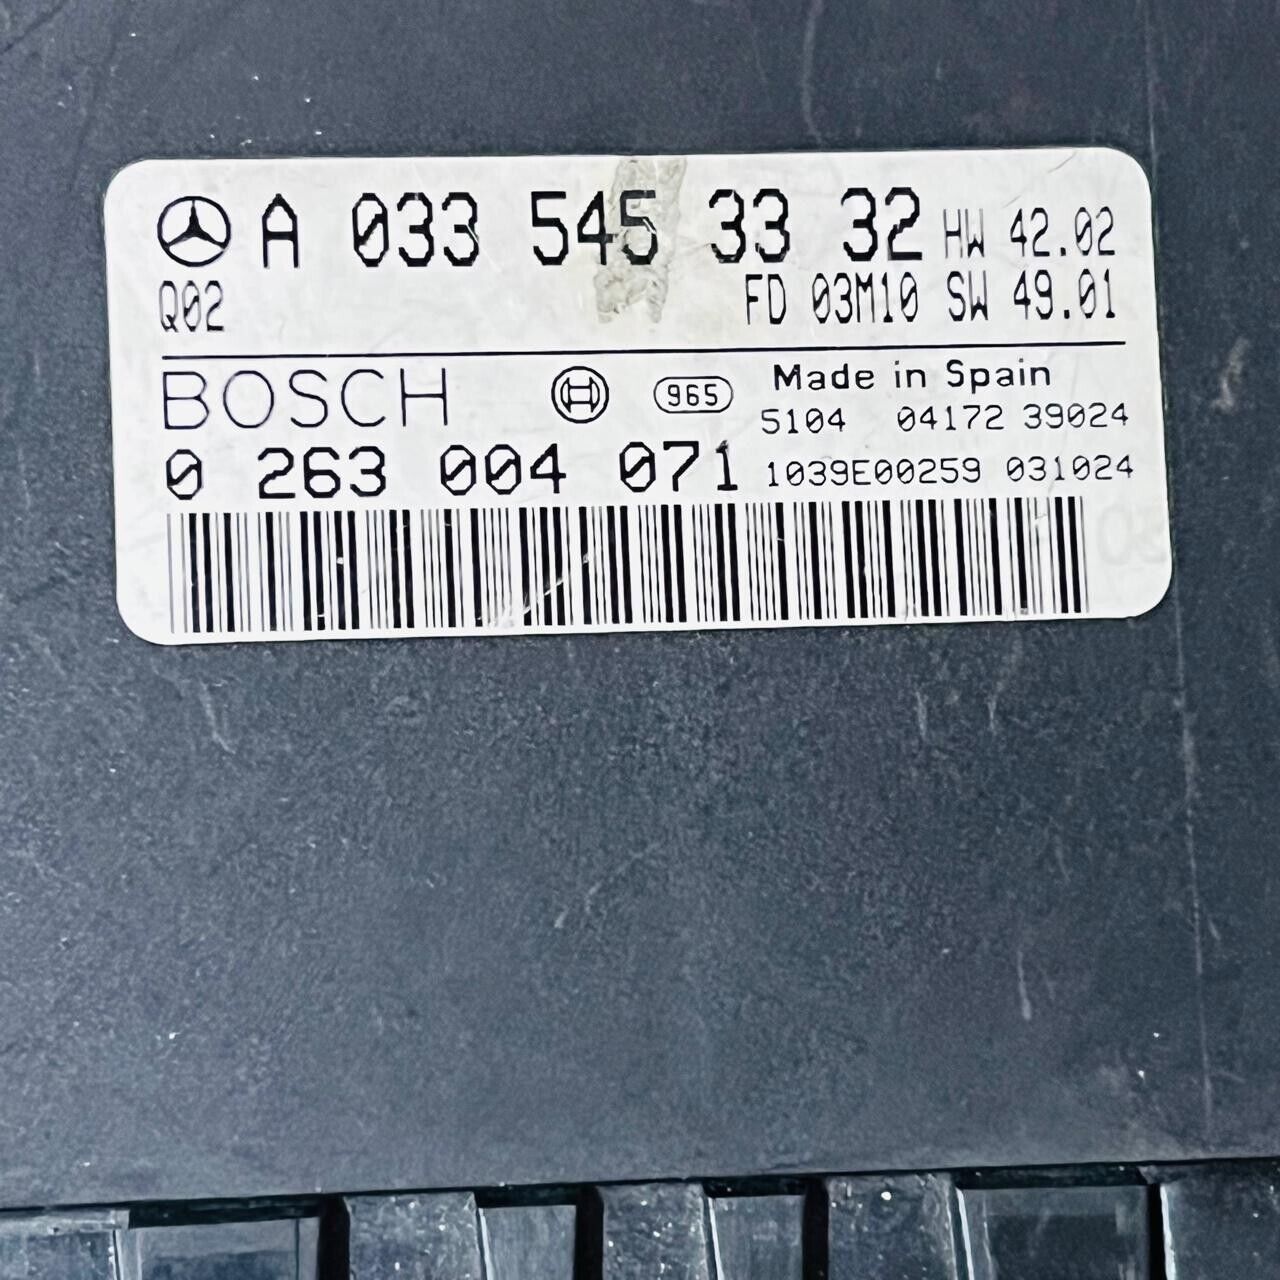 A 033 545 33 32 HW 42.02
Q02 FD 03M10 SW 49.01
BOSCH 965 Made in Spain
5104 04172 39024
0 263 004 071 1039E00259 031024